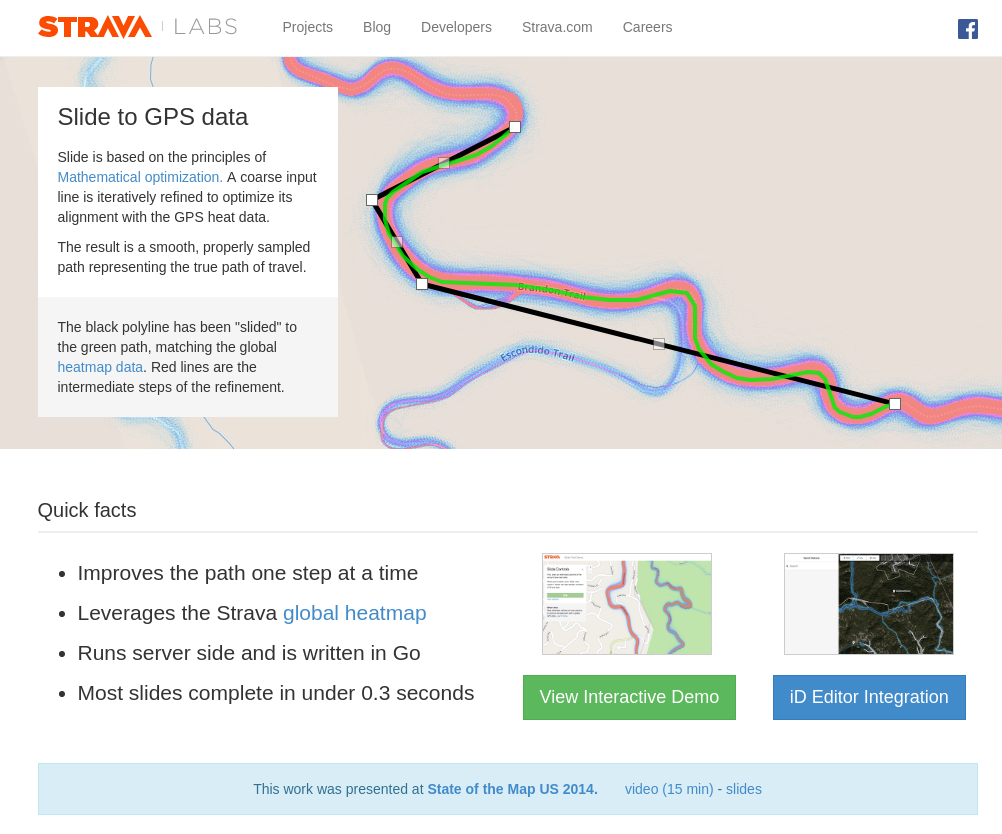 STRAVA | LABS
Projects
Blog
Developers
Strava.com
Careers
Slide to GPS data
Slide is based on the principles of
Mathematical optimization. A coarse input
line is iteratively refined to optimize its
alignment with the GPS heat data.
The result is a smooth, properly sampled
path representing the true path of travel.
The black polyline has been "slided" to
the green path, matching the global
heatmap data. Red lines are the
intermediate steps of the refinement.
Brandon Trail
Escondido Trail
Quick facts
Improves the path one step at a time
Leverages the Strava global heatmap
Runs server side and is written in Go
Most slides complete in under 0.3 seconds
STRAVA
Slide Controls
View Interactive Demo
iD Editor Integration
This work was presented at State of the Map US 2014. video (15 min) - slides